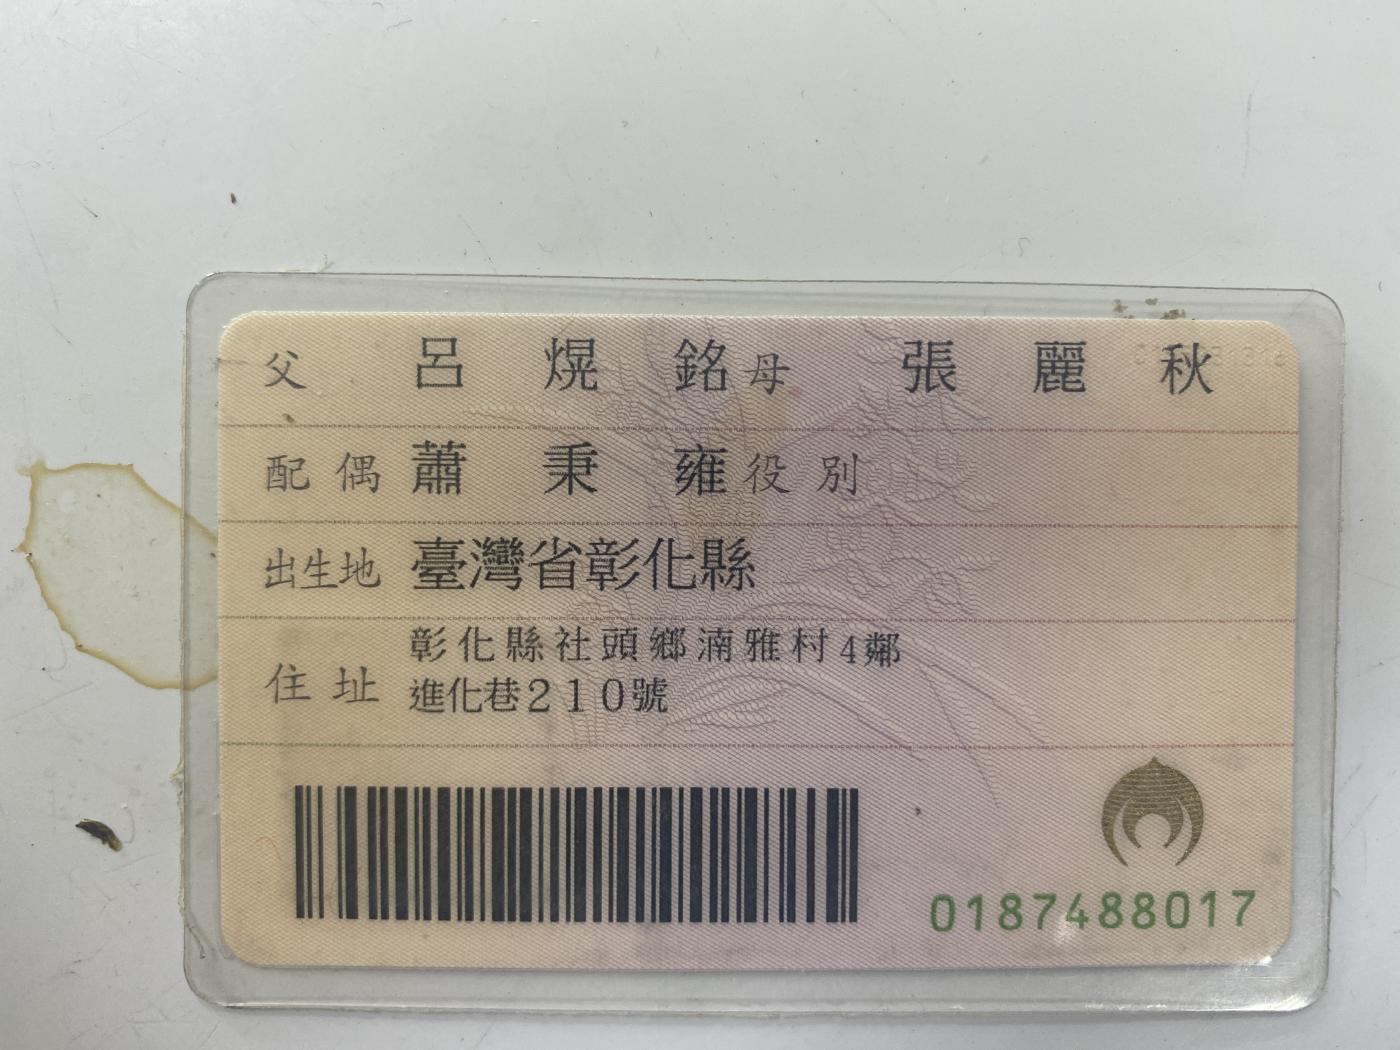 父 呂熀銘 母 張麗秋
配偶 蕭秉雍 役別
出生地 臺灣省彰化縣
住址 彰化縣社頭鄉湳雅村4鄰
進化巷210號
0187488017